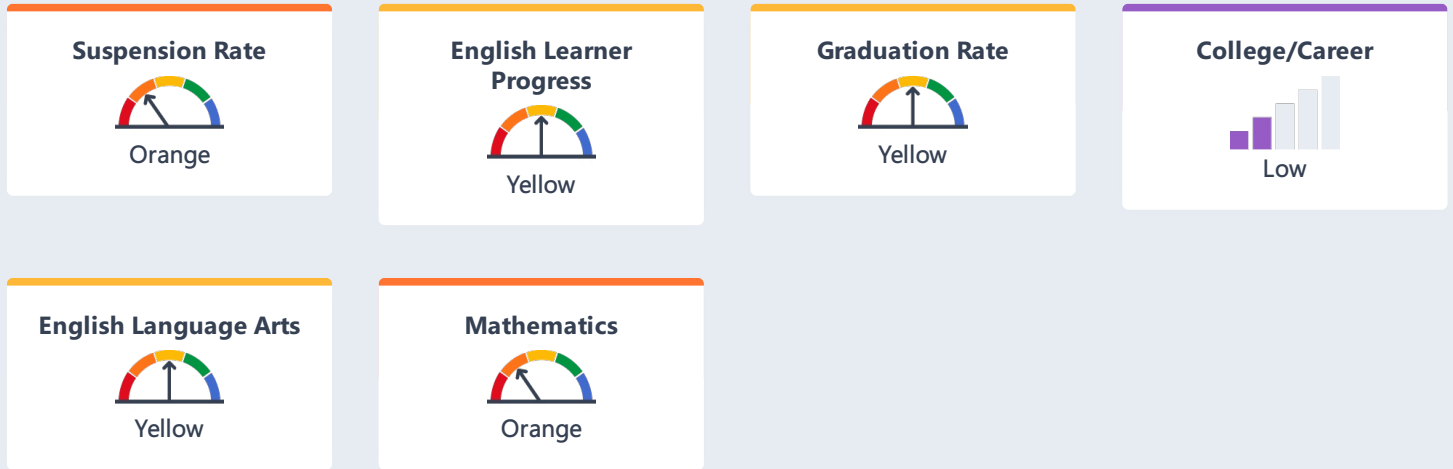 Suspension Rate
Orange
English Learner
Progress
Yellow
Graduation Rate
Yellow
College/Career
Low
English Language Arts
Yellow
Mathematics
Orange